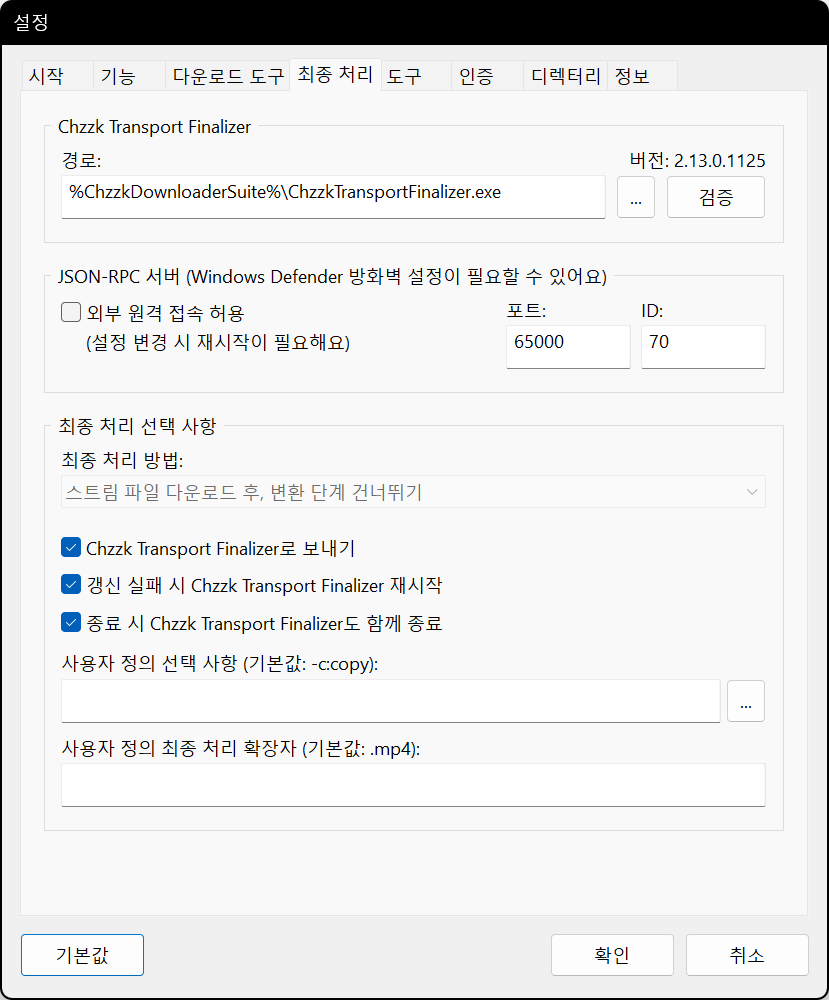 설정
시작 기능 다운로드 도구 최종 처리 도구 인증 디렉터리 정보
Chzzk Transport Finalizer
경로: 버전: 2.13.0.1125
%ChzzkDownloaderSuite%\ChzzkTransportFinalizer.exe ... 검증
JSON-RPC 서버 (Windows Defender 방화벽 설정이 필요할 수 있어요)
외부 원격 접속 허용 포트: ID:
(설정 변경 시 재시작이 필요해요) 65000 70
최종 처리 선택 사항
최종 처리 방법:
스트림 파일 다운로드 후, 변환 단계 건너뛰기
Chzzk Transport Finalizer로 보내기
갱신 실패 시 Chzzk Transport Finalizer 재시작
종료 시 Chzzk Transport Finalizer도 함께 종료
사용자 정의 선택 사항 (기본값: -c:copy):
...
사용자 정의 최종 처리 확장자 (기본값: .mp4):
기본값 확인 취소